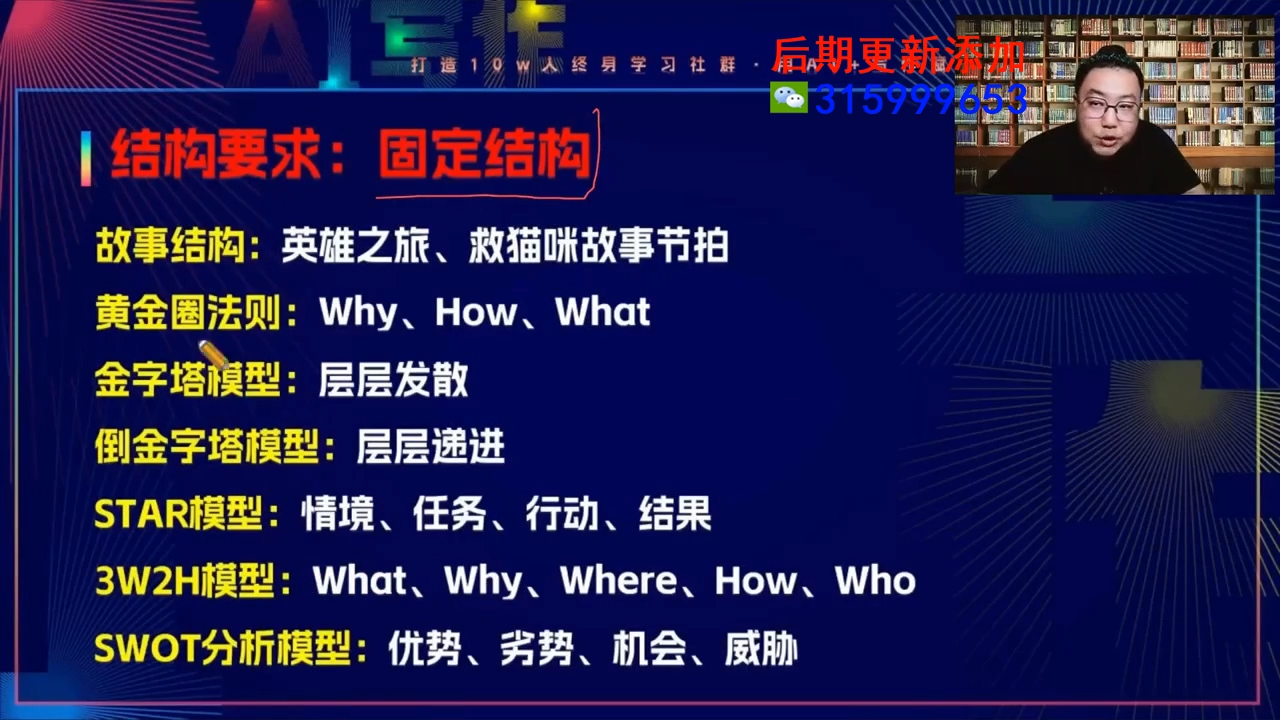 AI写作
打造10w人终身学习社群·用A
后期更新添加
315999653
结构要求：固定结构
故事结构：英雄之旅、救猫咪故事节拍
黄金圈法则：Why、How、What
金字塔模型：层层发散
倒金字塔模型：层层递进
STAR模型：情境、任务、行动、结果
3W2H模型：What、Why、Where、How、Who
SWOT分析模型：优势、劣势、机会、威胁